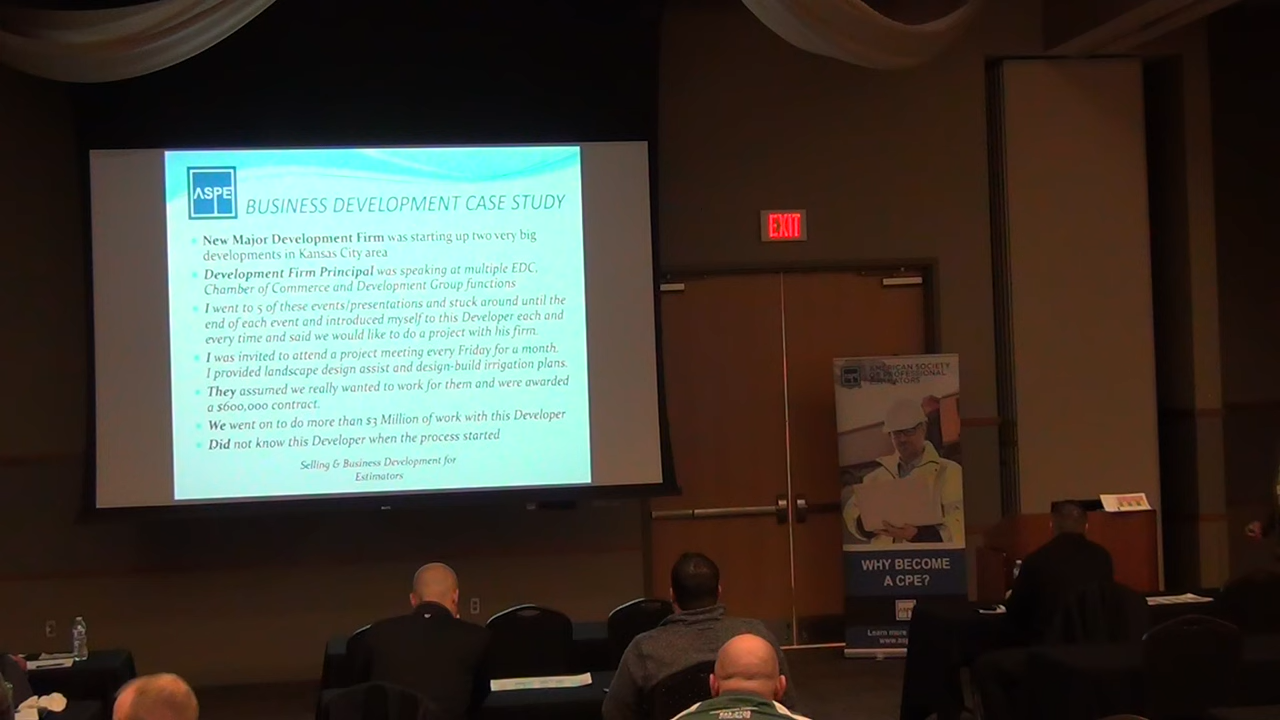 ASPE
BUSINESS DEVELOPMENT CASE STUDY
New Major Development Firm was starting up two very big
developments in Kansas City area
Development Firm Principal was speaking at multiple EDC,
Chamber of Commerce and Development Group functions
I went to 5 of these events/presentations and stuck around until the
end of each event and introduced myself to this Developer each and
every time and said we would like to do a project with his firm.
I was invited to attend a project meeting every Friday for a month.
I provided landscape design assist and design-build irrigation plans.
They assumed we really wanted to work for them and were awarded
a $600,000 contract.
We went on to do more than $3 Million of work with this Developer
Did not know this Developer when the process started
Selling & Business Development for
Estimators
EXIT
AMERICAN SOCIETY
OF PROFESSIONAL
ESTIMATORS
WHY BECOME
A CPE?
ASPE
Learn more
www.asp